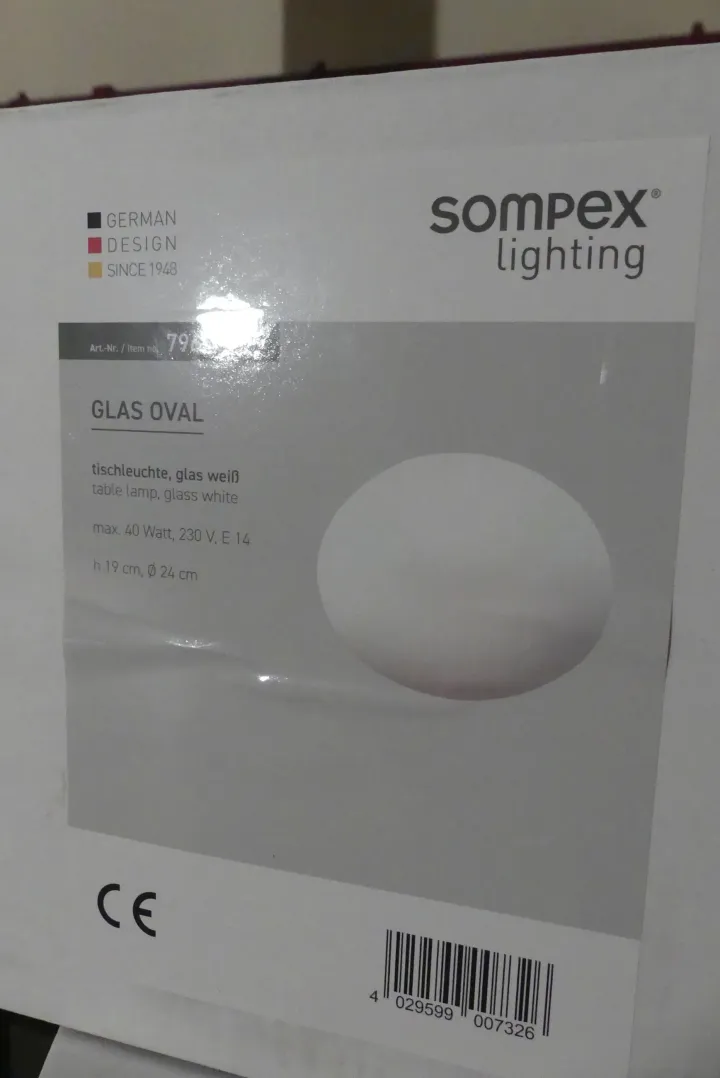 GERMAN
DESIGN
SINCE 1948
sompex®
lighting
Art.-Nr. / Item no.
GLAS OVAL
tischleuchte, glas weiß
table lamp, glass white
max. 40 Watt, 230 V, E 14
h 19 cm, Ø 24 cm
CE
4 029599 007326